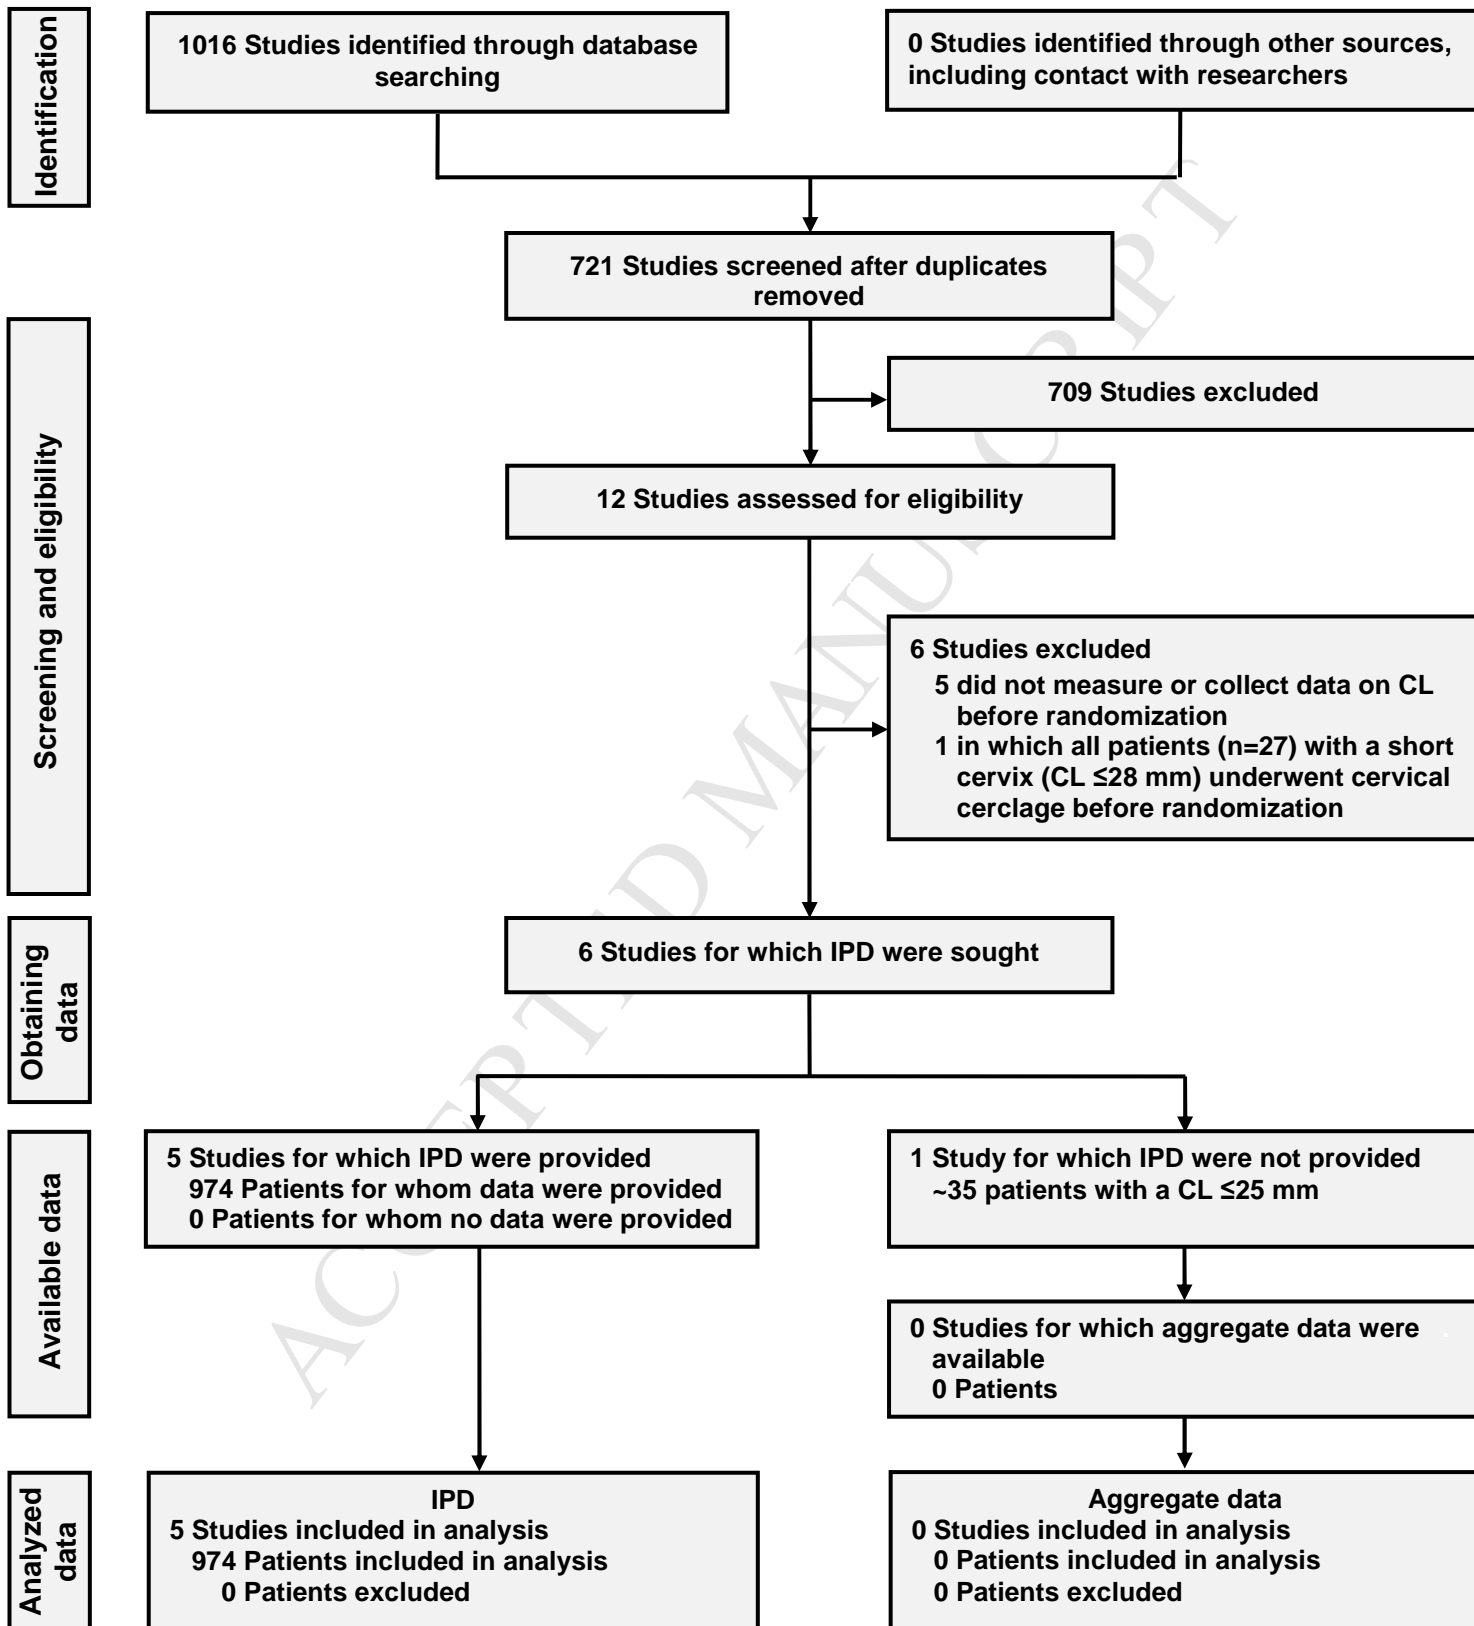 Identification
1016 Studies identified through database
searching
0 Studies identified through other sources,
including contact with researchers
721 Studies screened after duplicates
removed
Screening and eligibility
709 Studies excluded
12 Studies assessed for eligibility
6 Studies excluded
5 did not measure or collect data on CL
before randomization
1 in which all patients (n=27) with a short
cervix (CL ≤28 mm) underwent cervical
cerclage before randomization
Obtaining
data
6 Studies for which IPD were sought
Available data
5 Studies for which IPD were provided
974 Patients for whom data were provided
0 Patients for whom no data were provided
1 Study for which IPD were not provided
~35 patients with a CL ≤25 mm
0 Studies for which aggregate data were
available
0 Patients
Analyzed
data
IPD
5 Studies included in analysis
974 Patients included in analysis
0 Patients excluded
Aggregate data
0 Studies included in analysis
0 Patients included in analysis
0 Patients excluded
ACCEPTED MANUSCRIPT